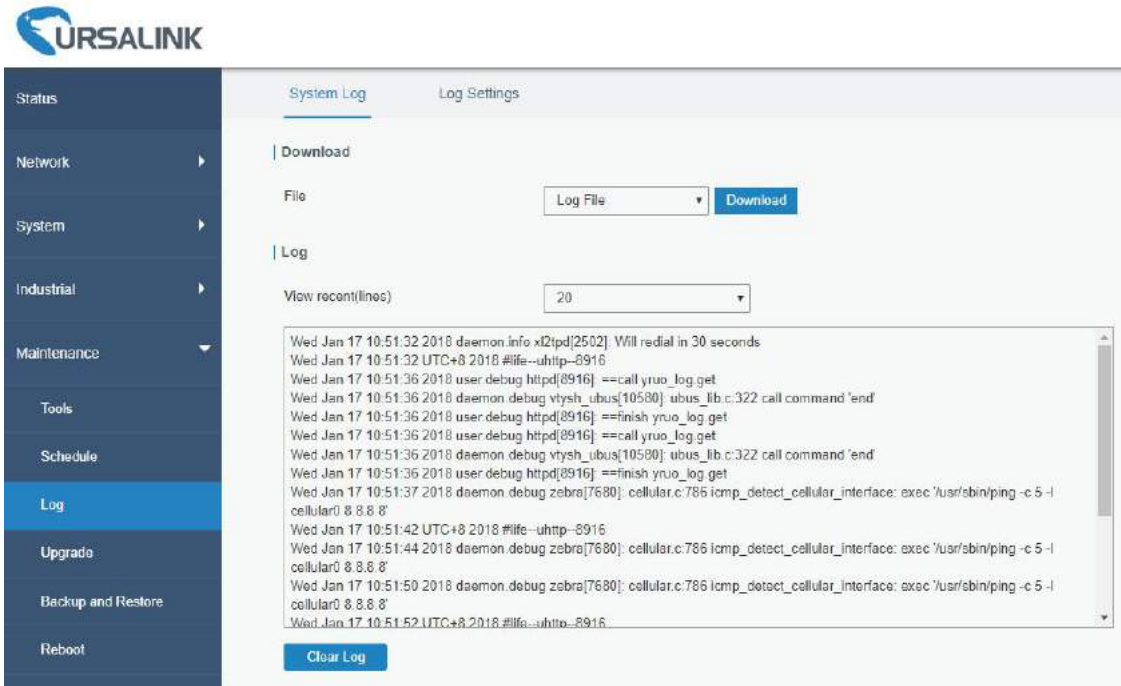 URSALINK
Status
Network
System
Industrial
Maintenance
Tools
Schedule
Log
Upgrade
Backup and Restore
Reboot
System Log
Log Settings
Download
File
Log File
Download
Log
View recent(lines)
20
Wed Jan 17 10:51:32 2018 daemon.info xl2tpd[2502]: Will redial in 30 seconds
Wed Jan 17 10:51:32 UTC+8 2018 #life--uhttp--8916
Wed Jan 17 10:51:36 2018 user.debug httpd[8916]: ==call yruo_log.get
Wed Jan 17 10:51:36 2018 daemon.debug vtysh_ubus[10580]: ubus_lib.c:322 call command 'end'
Wed Jan 17 10:51:36 2018 user.debug httpd[8916]: ==finish yruo_log.get
Wed Jan 17 10:51:36 2018 user.debug httpd[8916]: ==call yruo_log.get
Wed Jan 17 10:51:36 2018 daemon.debug vtysh_ubus[10580]: ubus_lib.c:322 call command 'end'
Wed Jan 17 10:51:36 2018 user.debug httpd[8916]: ==finish yruo_log.get
Wed Jan 17 10:51:37 2018 daemon.debug zebra[7680]: cellular.c:786 icmp_detect_cellular_interface: exec '/usr/sbin/ping -c 5 -I
cellular0 8.8.8.8'
Wed Jan 17 10:51:42 UTC+8 2018 #life--uhttp--8916
Wed Jan 17 10:51:44 2018 daemon.debug zebra[7680]: cellular.c:786 icmp_detect_cellular_interface: exec '/usr/sbin/ping -c 5 -I
cellular0 8.8.8.8'
Wed Jan 17 10:51:50 2018 daemon.debug zebra[7680]: cellular.c:786 icmp_detect_cellular_interface: exec '/usr/sbin/ping -c 5 -I
cellular0 8.8.8.8'
Wed Jan 17 10:51:52 UTC+8 2018 #life--uhttp--8916
Clear Log